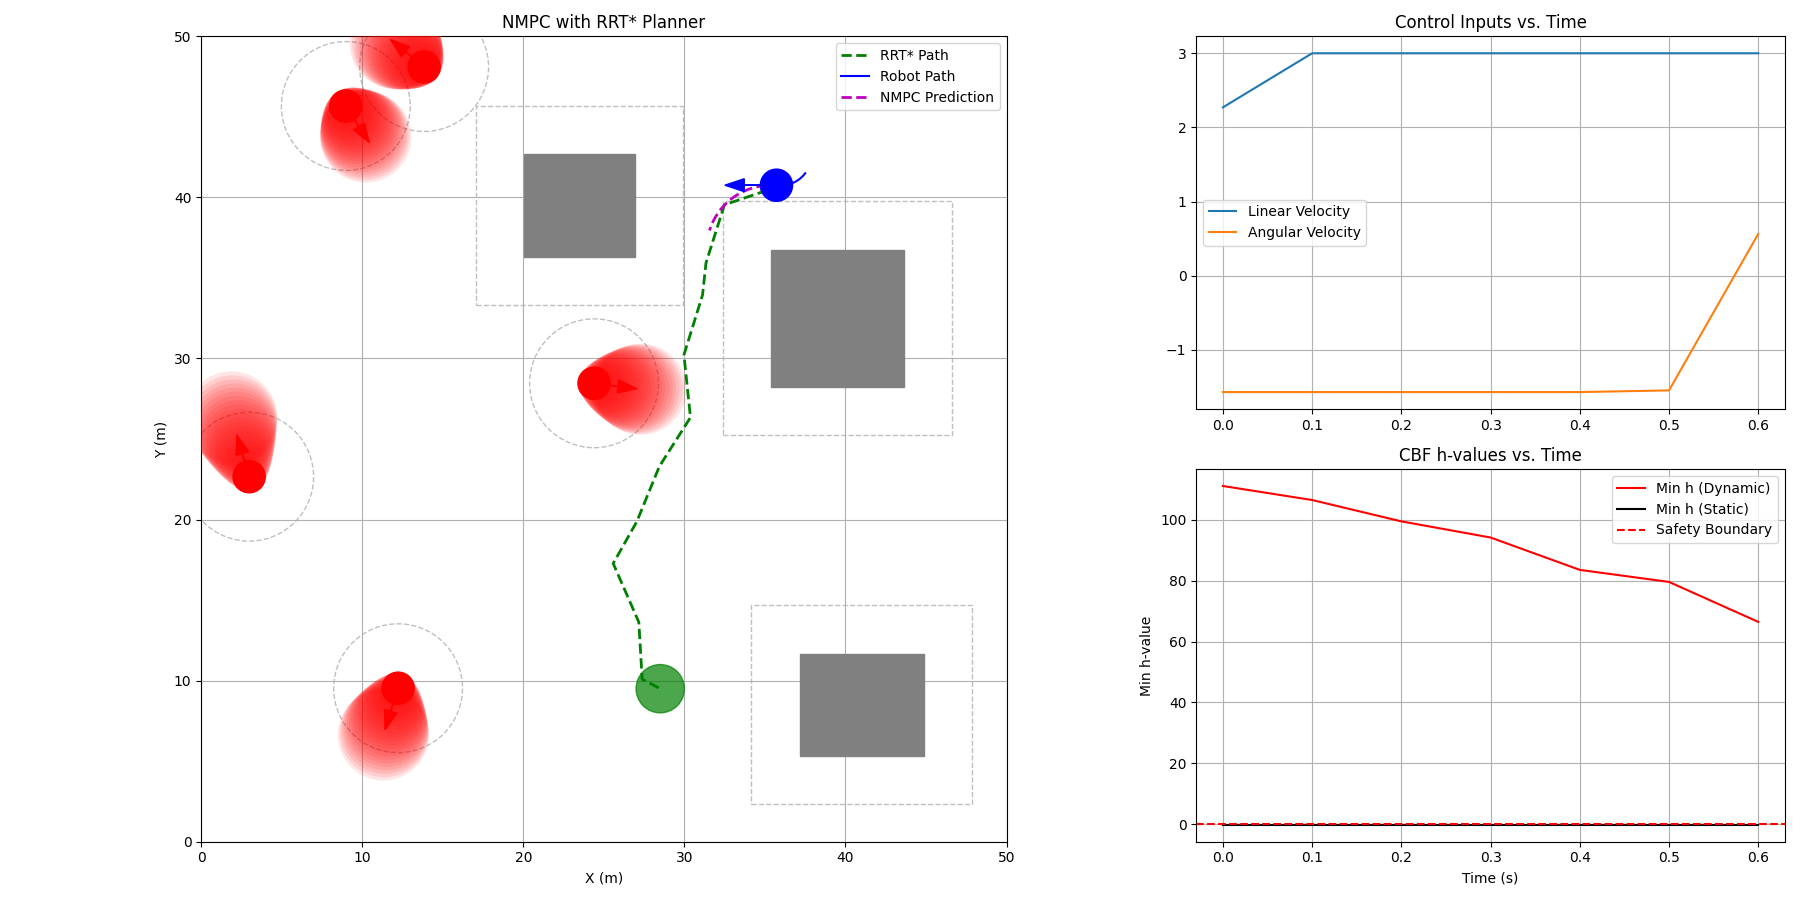 NMPC with RRT* Planner
RRT* Path
Robot Path
NMPC Prediction
50
40
30
20
10
0
Y (m)
0 10 20 30 40 50
X (m)
Control Inputs vs. Time
3
2
1
0
−1
Linear Velocity
Angular Velocity
0.0 0.1 0.2 0.3 0.4 0.5 0.6
CBF h-values vs. Time
Min h (Dynamic)
Min h (Static)
Safety Boundary
100
80
60
40
20
0
Min h-value
0.0 0.1 0.2 0.3 0.4 0.5 0.6
Time (s)